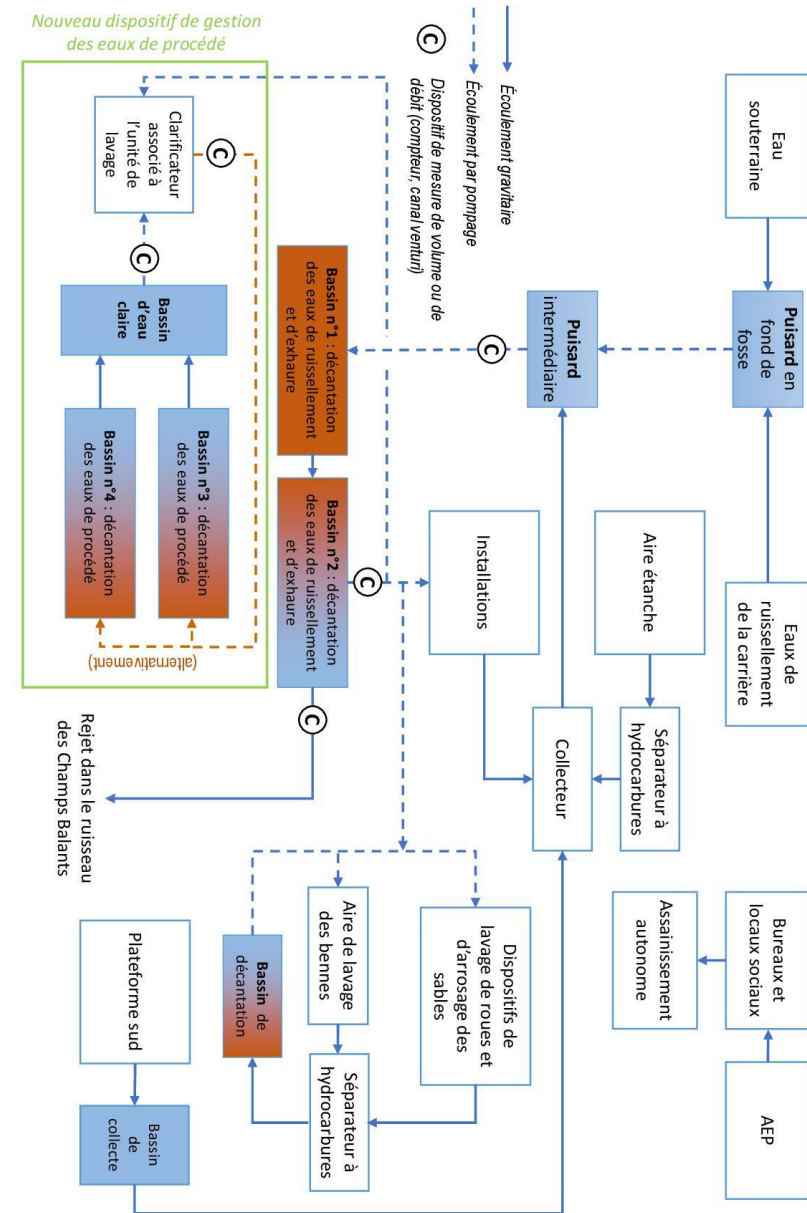 Nouveau dispositif de gestion
des eaux de procédé
Eau
souterraine
Puisard en
fond de
fosse
Eaux de
ruissellement
de la carrière
Bureaux et
locaux sociaux
AEP
Assainissement
autonome
Aire étanche
Séparateur à
hydrocarbures
Puisard
intermédiaire
Collecteur
Installations
Écoulement gravitaire
Écoulement par pompage
C
Dispositif de mesure de volume ou de
débit (compteur, canal venturi)
C
Bassin n°1 : décantation
des eaux de ruissellement
et d'exhaure
Bassin n°2 : décantation
des eaux de ruissellement
et d'exhaure
C
C
Rejet dans le ruisseau
des Champs Balants
Dispositifs de
lavage de roues et
d'arrosage des
sables
Aire de lavage
des bennes
Séparateur à
hydrocarbures
Bassin de
décantation
Plateforme sud
Bassin
de
collecte
Clarificateur
associé à
l'unité de
lavage
C
C
Bassin
d'eau
claire
Bassin n°3 : décantation
des eaux de procédé
Bassin n°4 : décantation
des eaux de procédé
(alternativement)